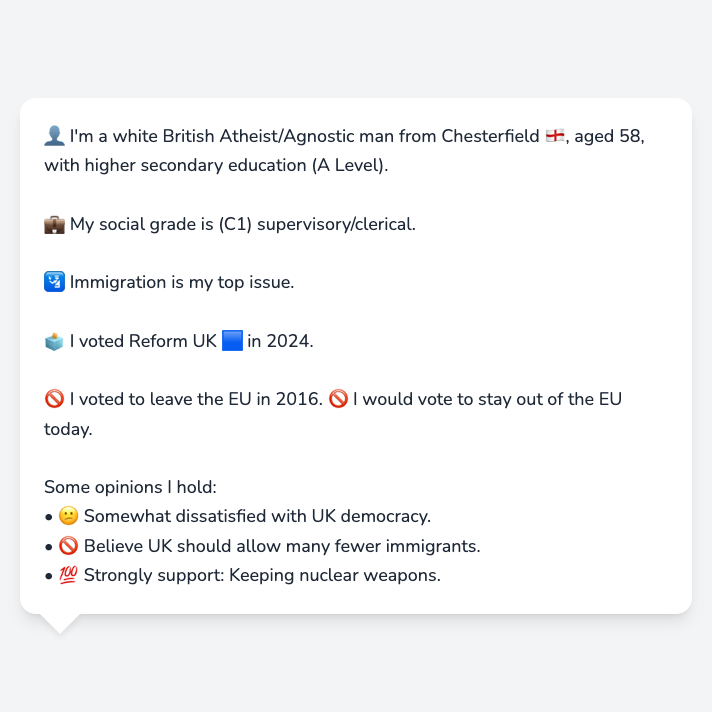 👤 I'm a white British Atheist/Agnostic man from Chesterfield 🏴󠁧󠁢󠁥󠁮󠁧󠁿, aged 58,
with higher secondary education (A Level).
💼 My social grade is (C1) supervisory/clerical.
🛂 Immigration is my top issue.
🗳️ I voted Reform UK 🟦 in 2024.
🚫 I voted to leave the EU in 2016. 🚫 I would vote to stay out of the EU
today.
Some opinions I hold:
• 😕 Somewhat dissatisfied with UK democracy.
• 🚫 Believe UK should allow many fewer immigrants.
• 💯 Strongly support: Keeping nuclear weapons.